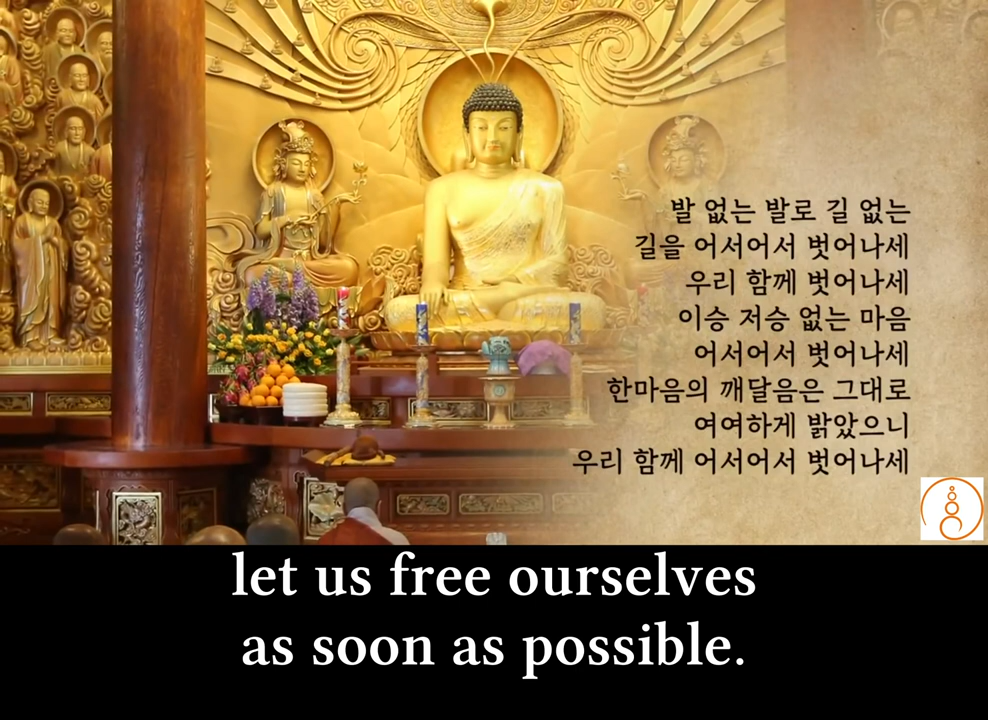 발 없는 발로 길 없는
길을 어서어서 벗어나세
우리 함께 벗어나세
이승 저승 없는 마음
어서어서 벗어나세
한마음의 깨달음은 그대로
여여하게 밝았으니
우리 함께 어서어서 벗어나세
let us free ourselves
as soon as possible.